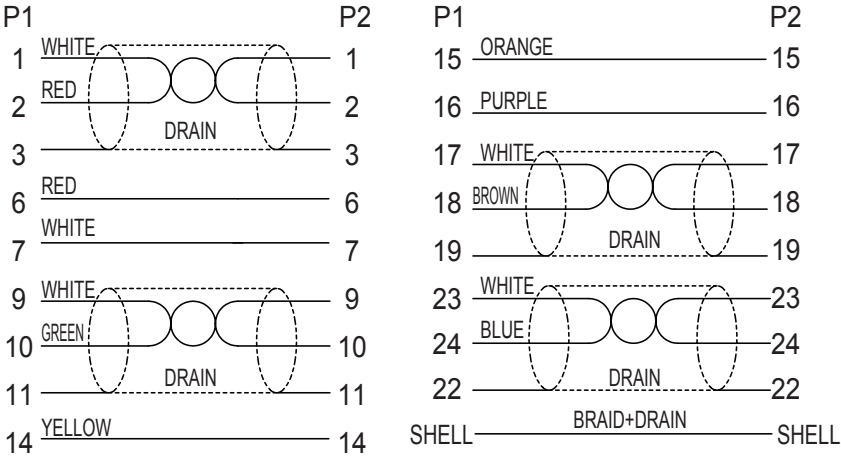 P1 P2
1 WHITE 1
2 RED 2
DRAIN
3 3
6 RED 6
7 WHITE 7
9 WHITE 9
10 GREEN 10
DRAIN
11 11
14 YELLOW 14
P1 P2
15 ORANGE 15
16 PURPLE 16
17 WHITE 17
18 BROWN 18
DRAIN
19 19
23 WHITE 23
24 BLUE 24
DRAIN
22 22
SHELL BRAID+DRAIN SHELL